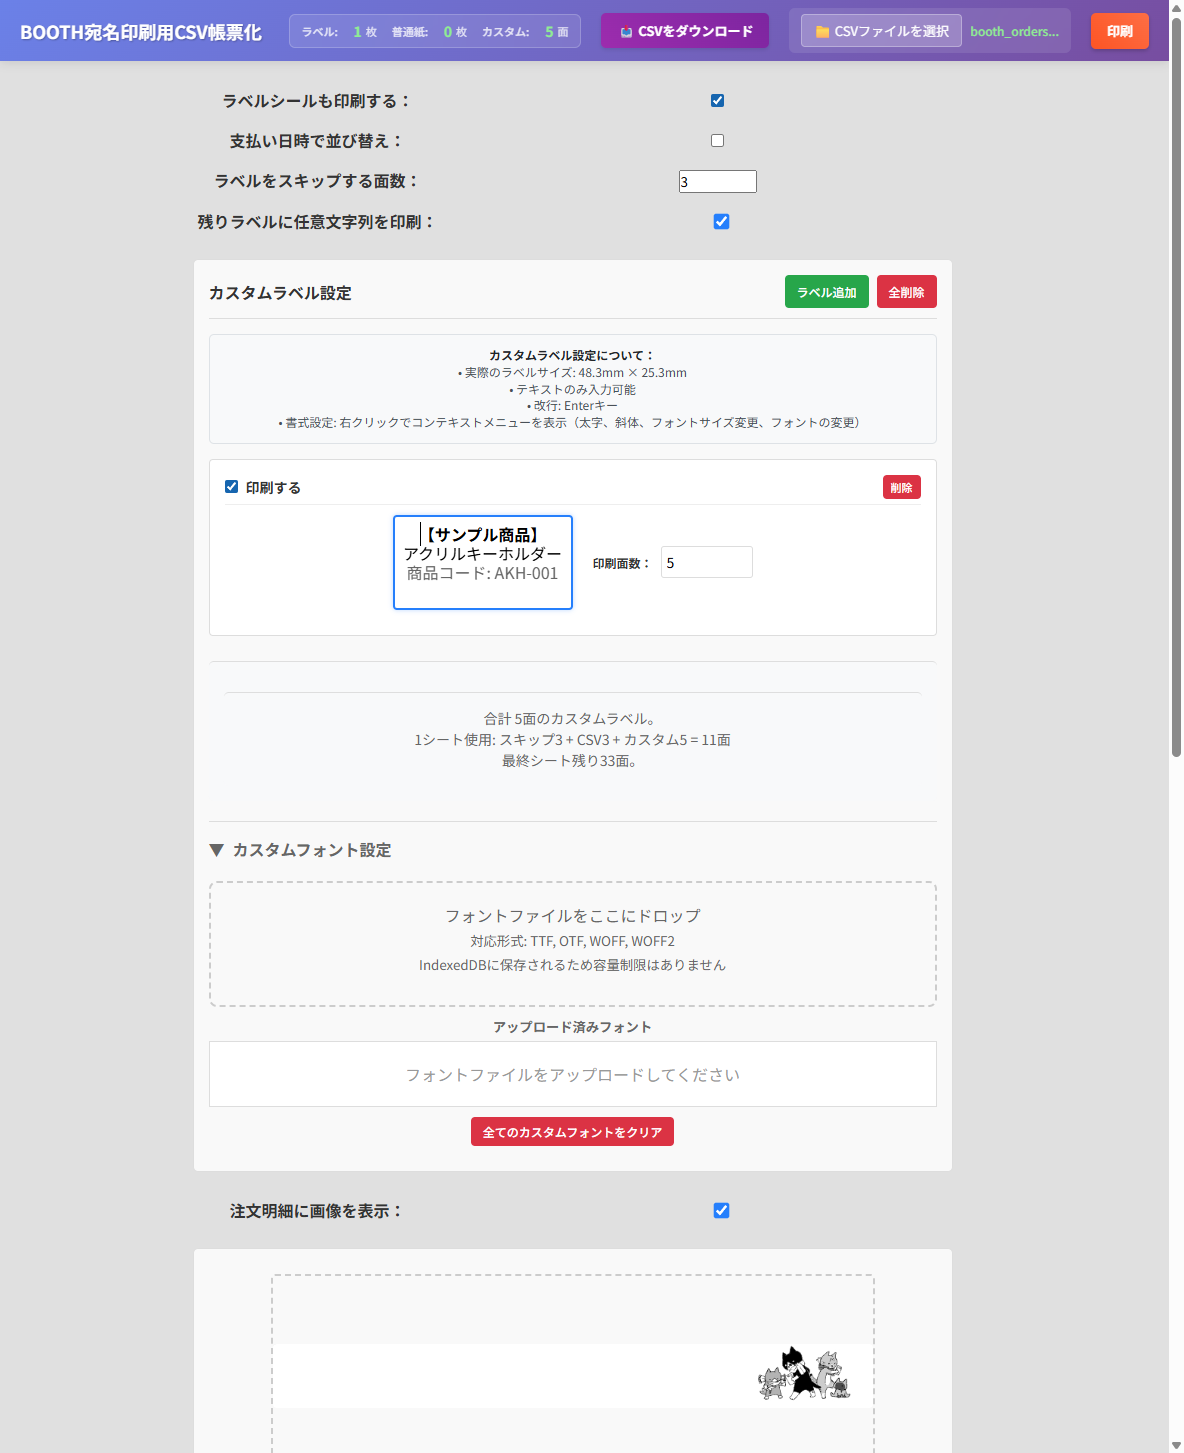 BOOTH宛名印刷用CSV帳票化
ラベル: 1 枚 普通紙: 0 枚 カスタム: 5 面
CSVをダウンロード
CSVファイルを選択 booth_orders...
印刷
ラベルシールも印刷する：
支払い日時で並び替え：
ラベルをスキップする面数： 3
残りラベルに任意文字列を印刷：
カスタムラベル設定 ラベル追加 全削除
カスタムラベル設定について：
• 実際のラベルサイズ: 48.3mm × 25.3mm
• テキストのみ入力可能
• 改行: Enterキー
• 書式設定: 右クリックでコンテキストメニューを表示（太字、斜体、フォントサイズ変更、フォントの変更）
印刷する 削除
【サンプル商品】
アクリルキーホルダー
商品コード: AKH-001
印刷面数： 5
合計 5面のカスタムラベル。
1シート使用: スキップ3 + CSV3 + カスタム5 = 11面
最終シート残り33面。
▼ カスタムフォント設定
フォントファイルをここにドロップ
対応形式: TTF, OTF, WOFF, WOFF2
IndexedDBに保存されるため容量制限はありません
アップロード済みフォント
フォントファイルをアップロードしてください
全てのカスタムフォントをクリア
注文明細に画像を表示：